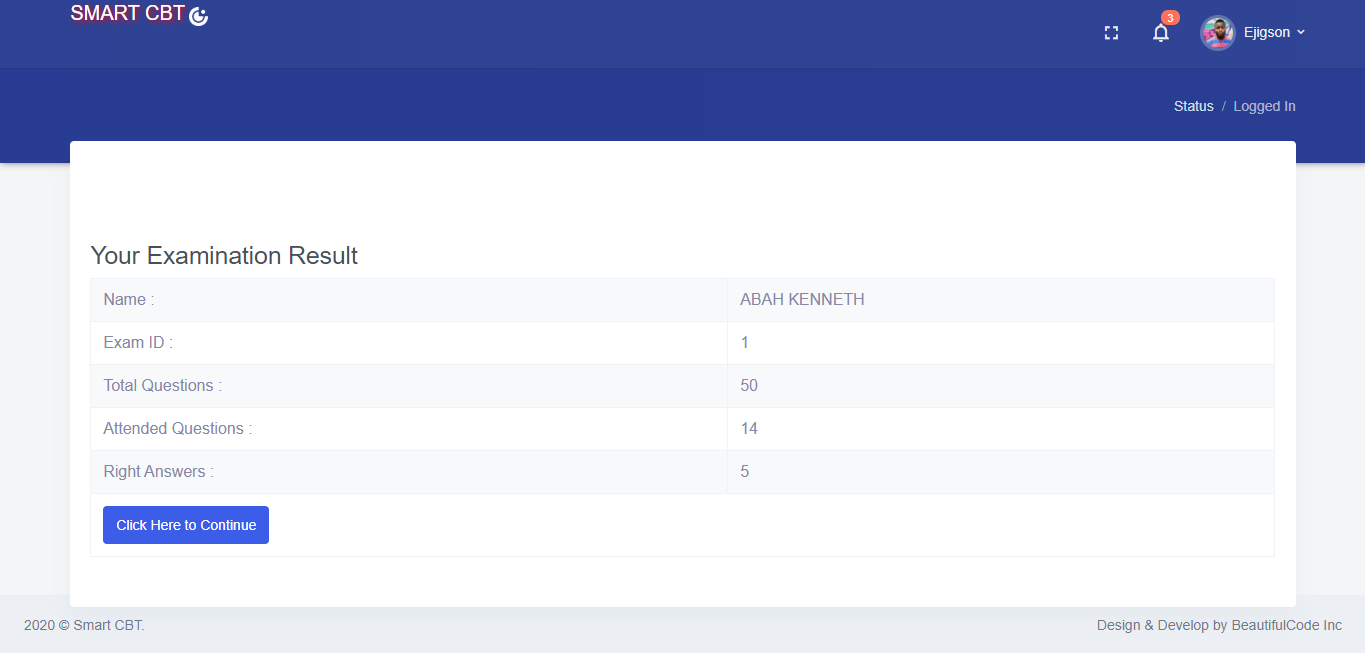 SMART CBT
3
Ejigson
Status / Logged In
Your Examination Result
Name : ABAH KENNETH
Exam ID : 1
Total Questions : 50
Attended Questions : 14
Right Answers : 5
Click Here to Continue
2020 © Smart CBT. Design & Develop by BeautifulCode Inc